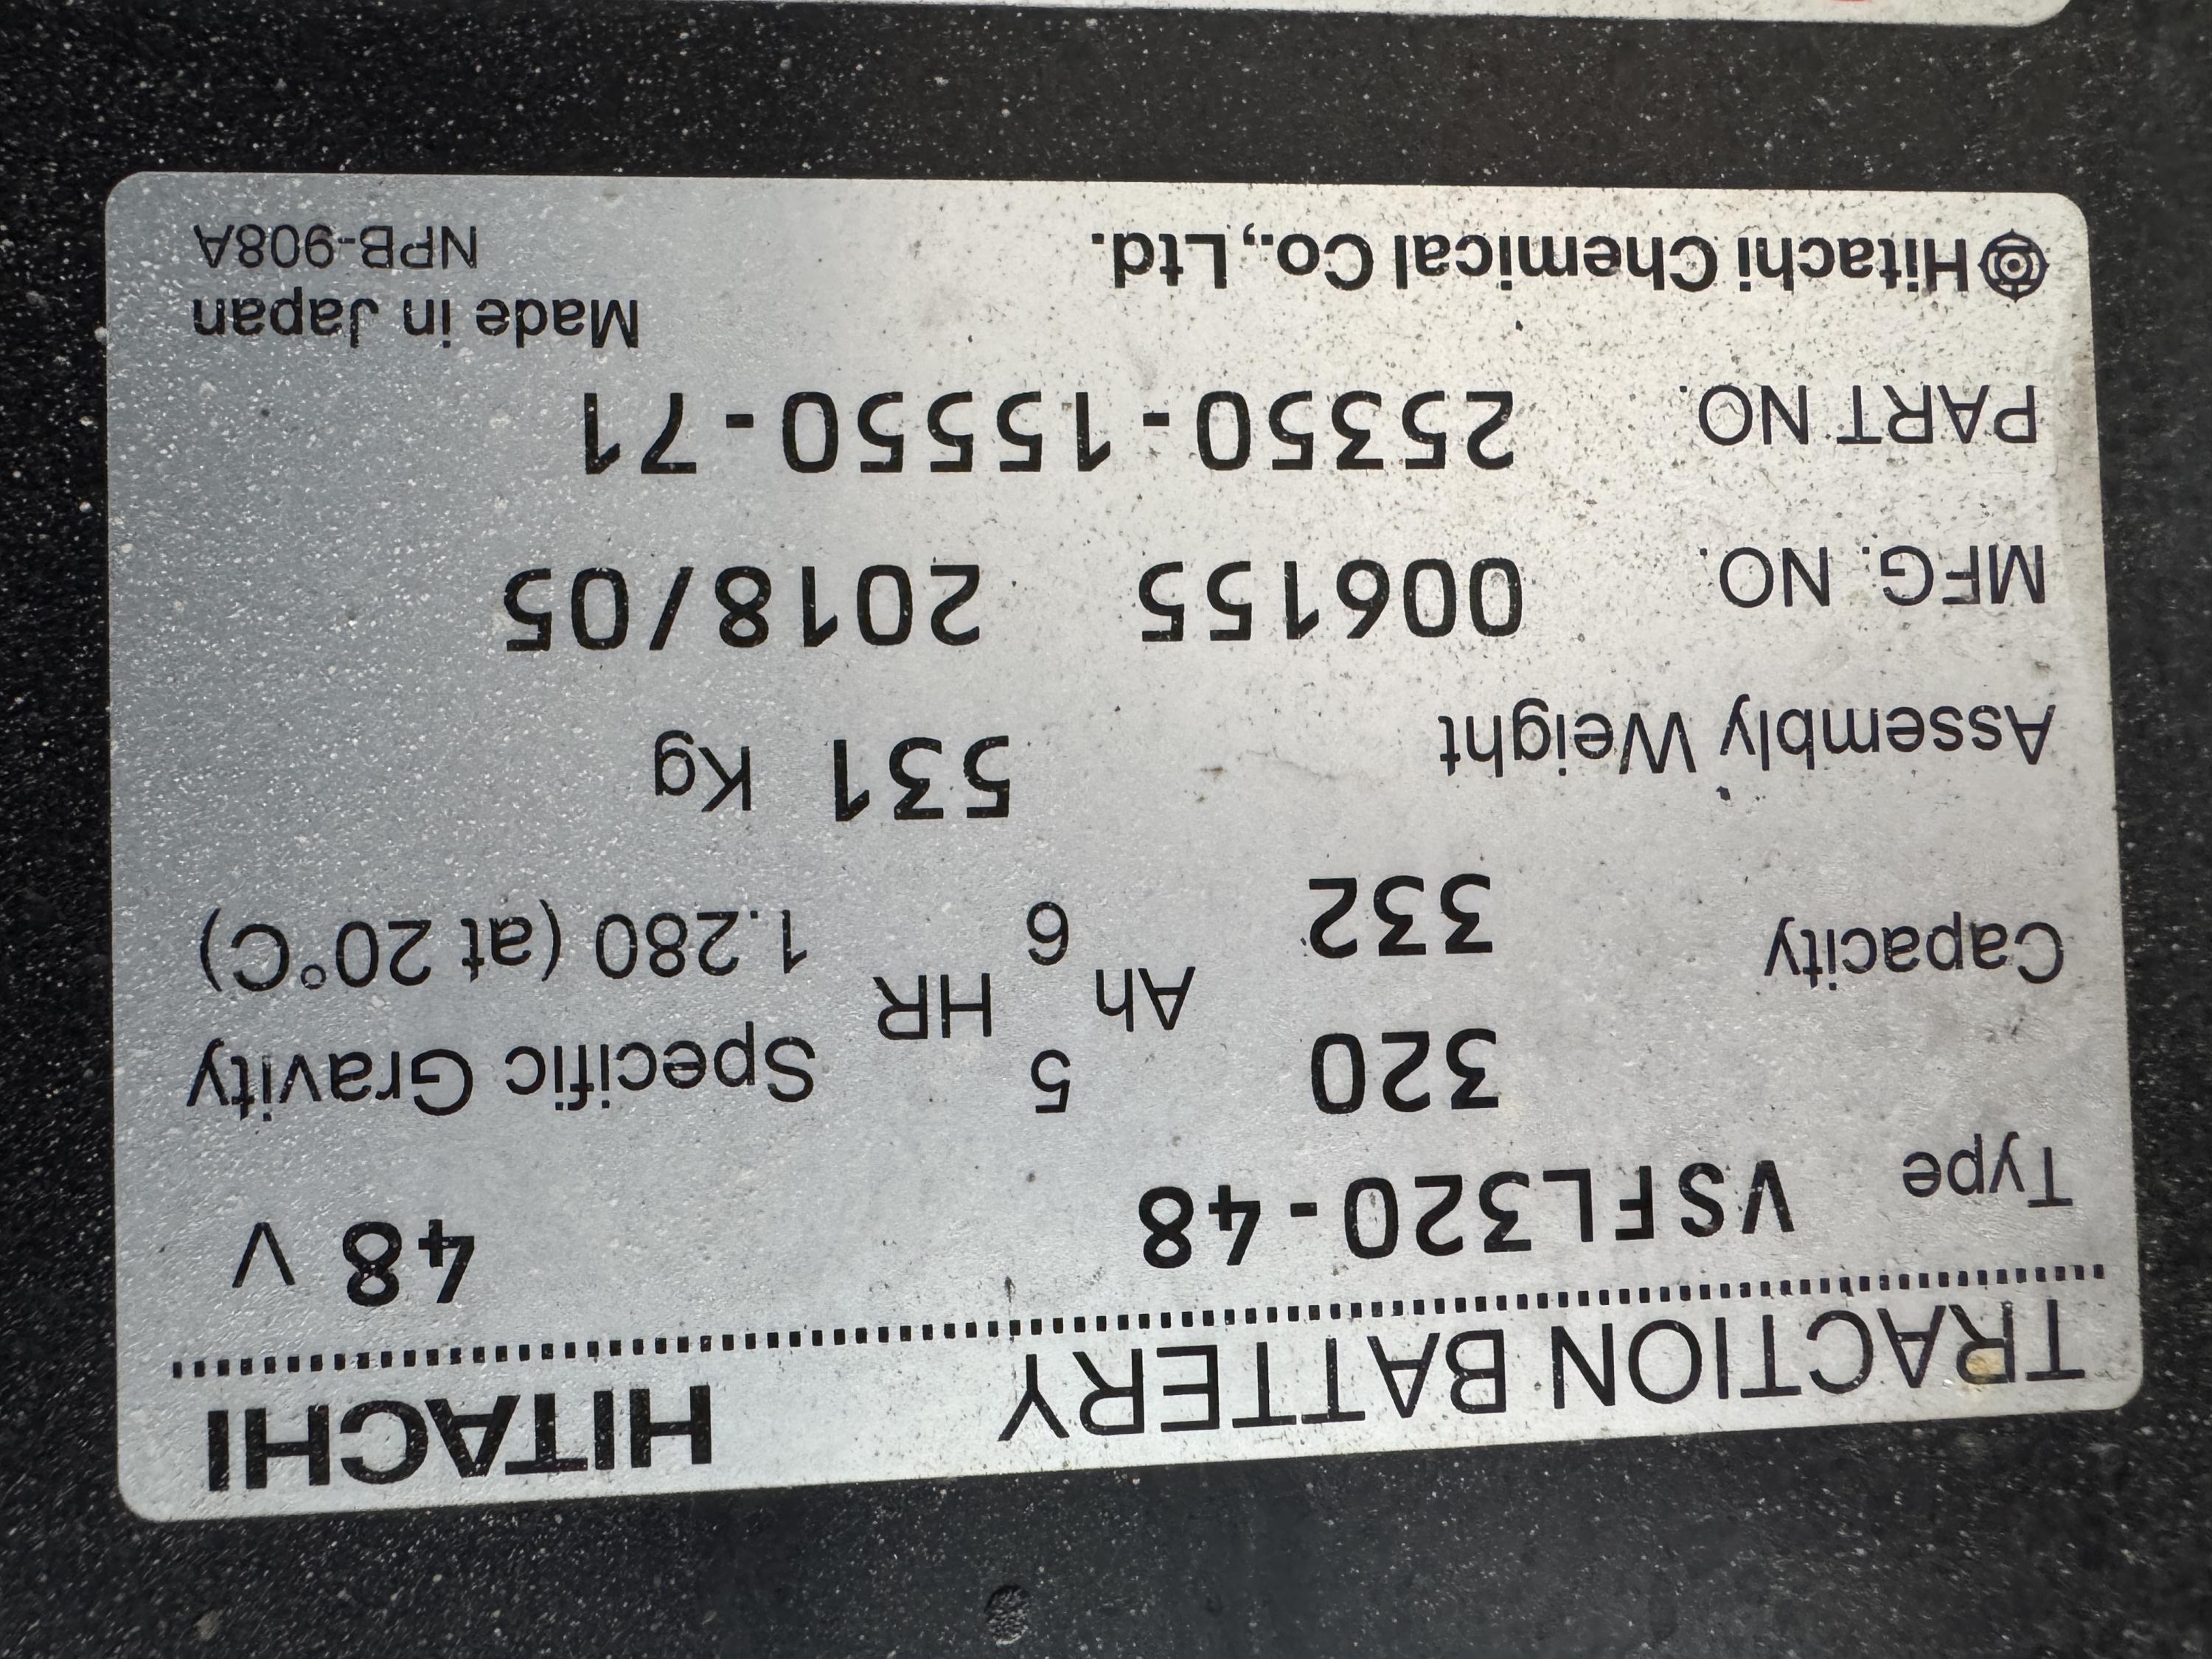 TRACTION BATTERY HITACHI
Type VSFL320-48 48 V
Capacity 320 Ah 5 HR Specific Gravity
332 6 1.280 (at 20°C)
Assembly Weight 531 Kg
MFG. NO. 006155 2018/05
PART NO. 25350-15550-71
Made in Japan
Hitachi Chemical Co., Ltd. NPB-908A